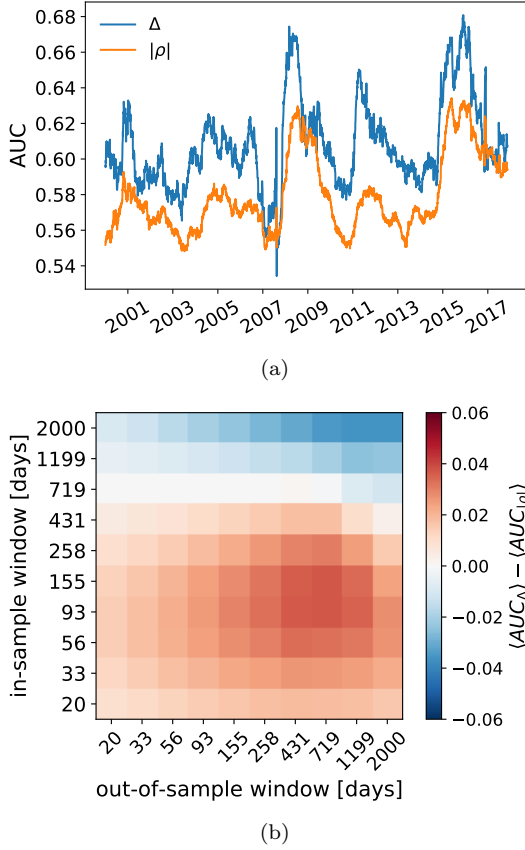 0.68
0.66
0.64
0.62
0.60
0.58
0.56
0.54
AUC
Δ
|ρ|
2001 2003 2005 2007 2009 2011 2013 2015 2017
(a)
in-sample window [days]
2000
1199
719
431
258
155
93
56
33
20
20 33 56 93 155 258 431 719 1199 2000
out-of-sample window [days]
0.06
0.04
0.02
0.00
−0.02
−0.04
−0.06
⟨AUC_Δ⟩ − ⟨AUC_|ρ|⟩
(b)